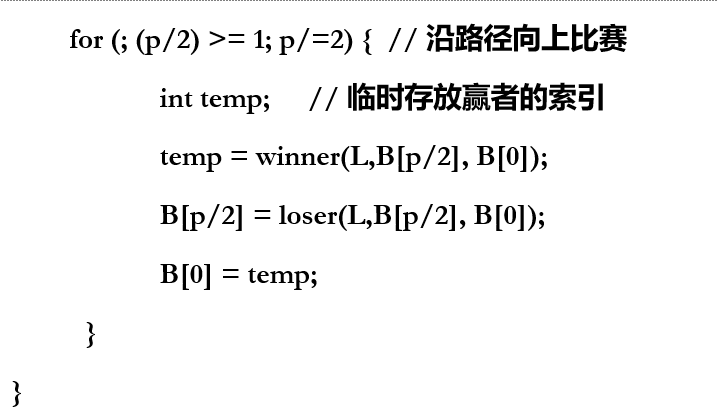 for (; (p/2) >= 1; p/=2) { // 沿路径向上比赛
int temp; // 临时存放赢者的索引
temp = winner(L,B[p/2], B[0]);
B[p/2] = loser(L,B[p/2], B[0]);
B[0] = temp;
}
}